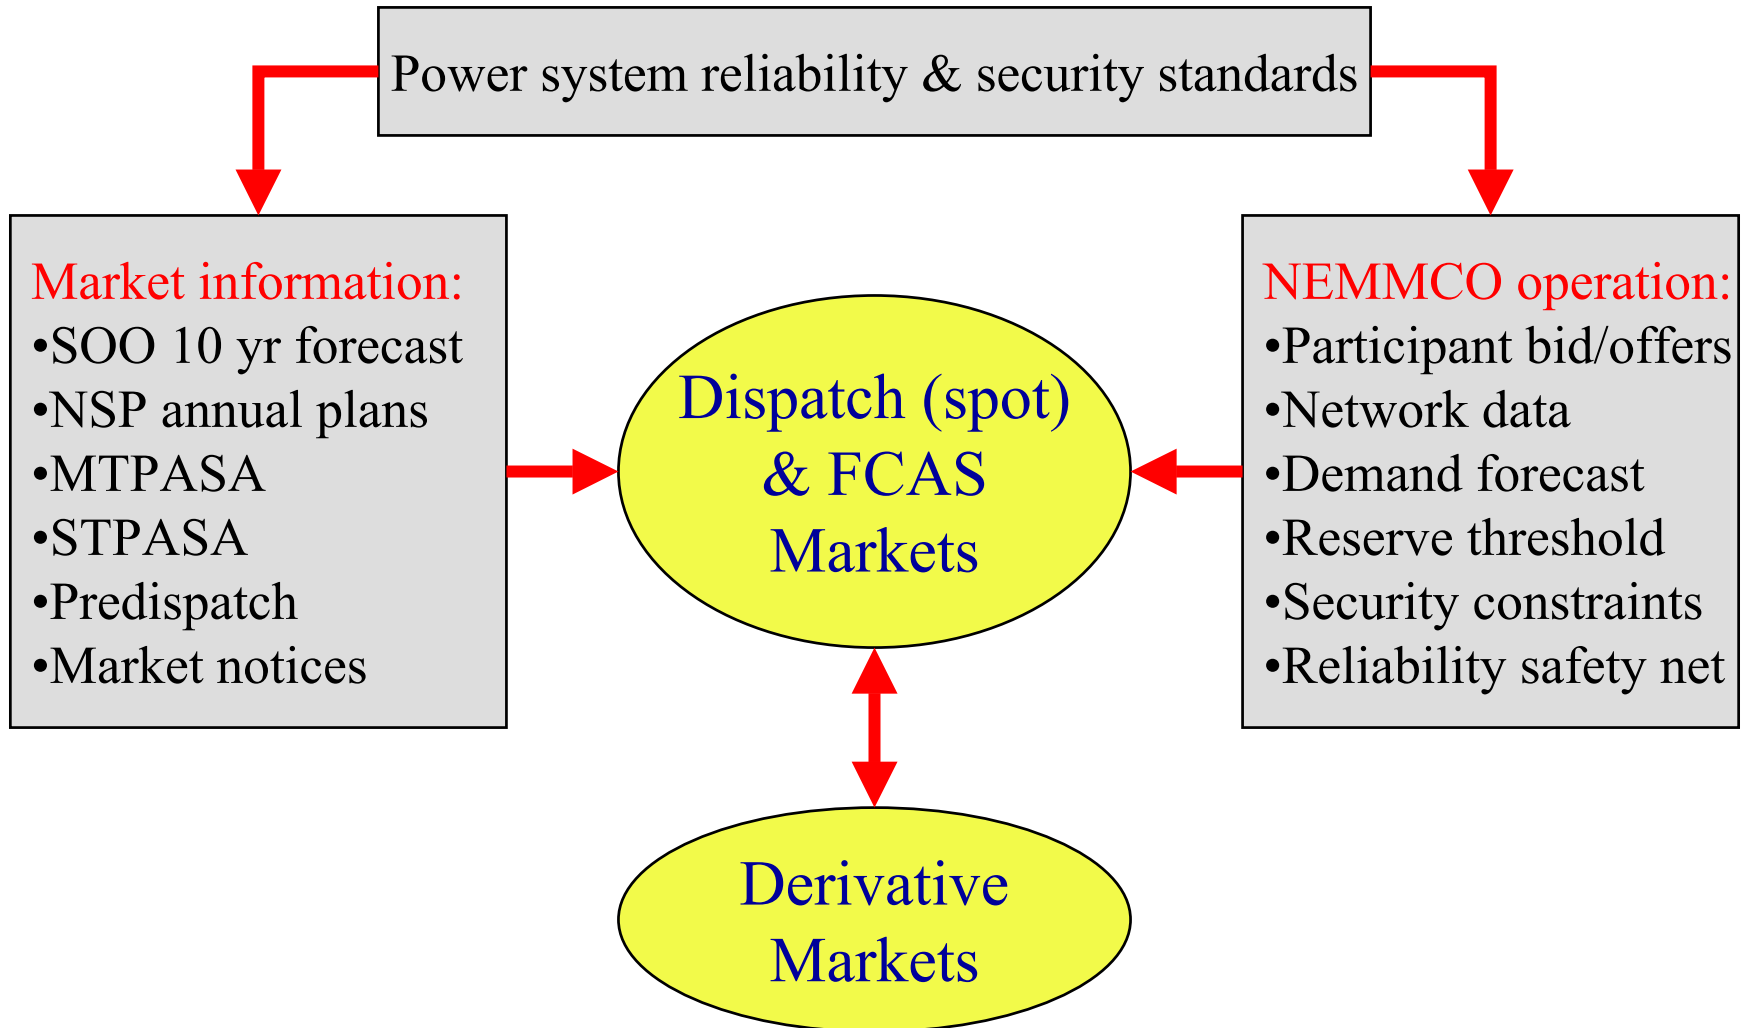 Power system reliability & security standards
Market information:
•SOO 10 yr forecast
•NSP annual plans
•MTPASA
•STPASA
•Predispatch
•Market notices
Dispatch (spot)
& FCAS
Markets
NEMMCO operation:
•Participant bid/offers
•Network data
•Demand forecast
•Reserve threshold
•Security constraints
•Reliability safety net
Derivative
Markets